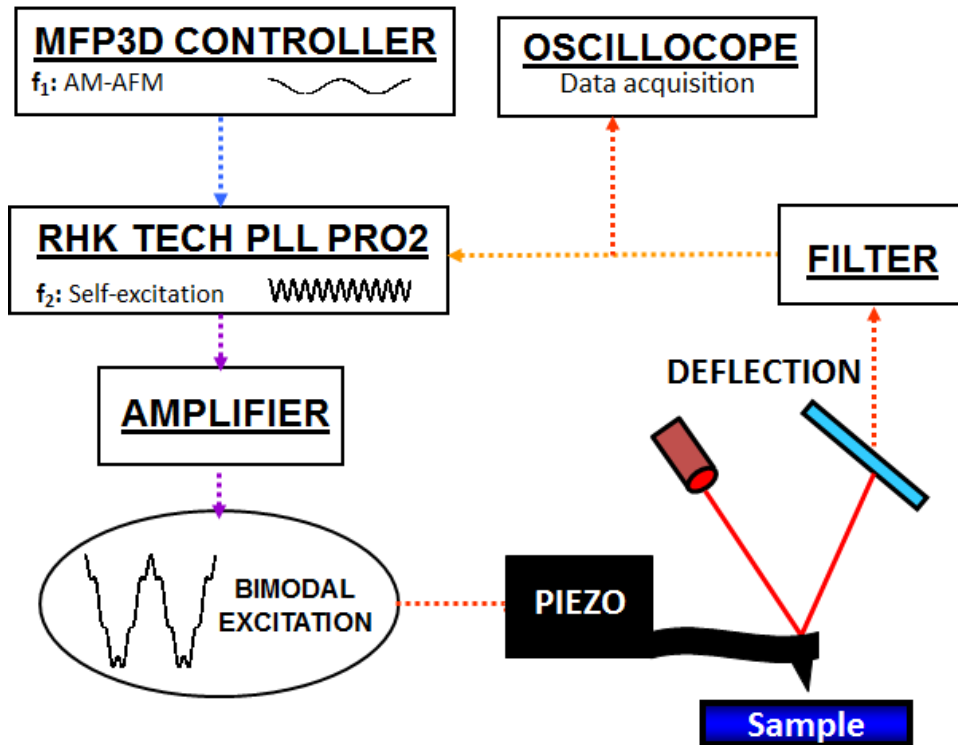 MFP3D CONTROLLER
f₁: AM-AFM
OSCILLOCOPE
Data acquisition
RHK TECH PLL PRO2
f₂: Self-excitation
FILTER
DEFLECTION
AMPLIFIER
BIMODAL
EXCITATION
PIEZO
Sample